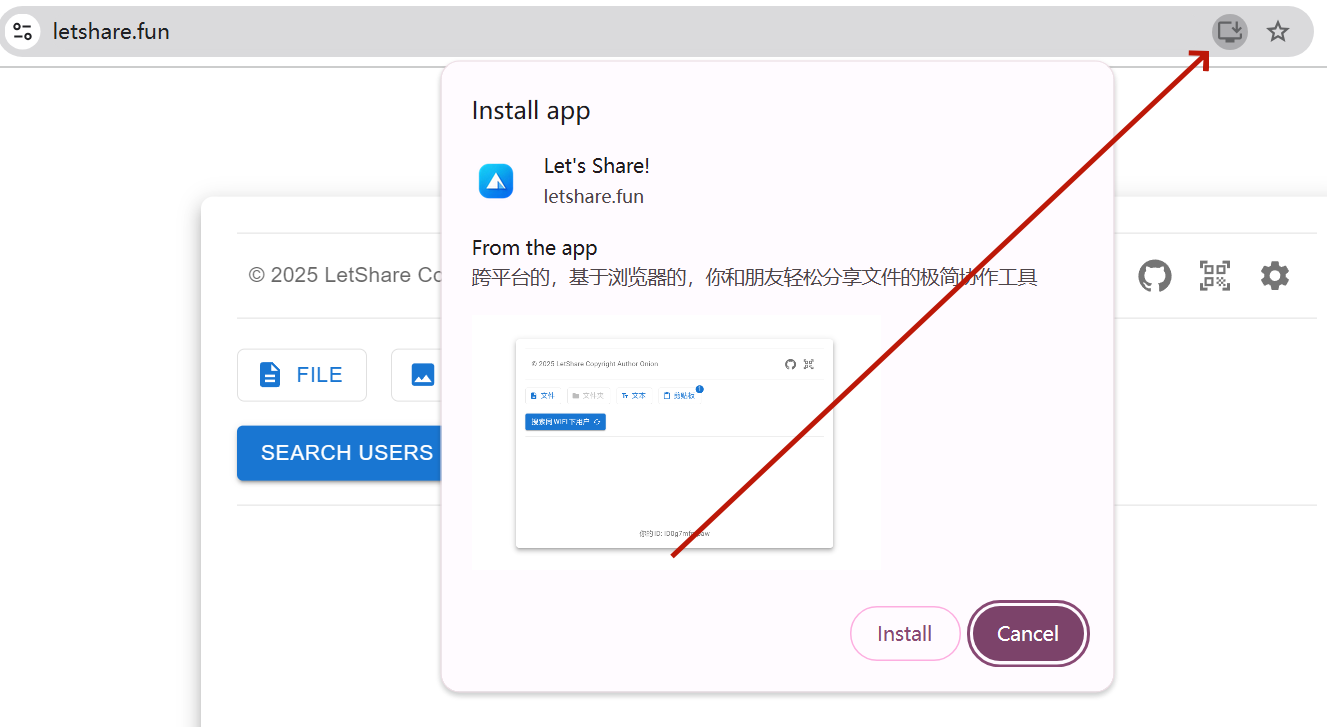 letshare.fun
Install app
Let's Share!
letshare.fun
From the app
跨平台的，基于浏览器的，你和朋友轻松分享文件的极简协作工具
© 2025 LetShare Co
FILE
SEARCH USERS
© 2025 LetShare Copyright Author Onion
文件 文件夹 文本 剪贴板 1
搜索同WIFI下用户
你的ID:
Install
Cancel